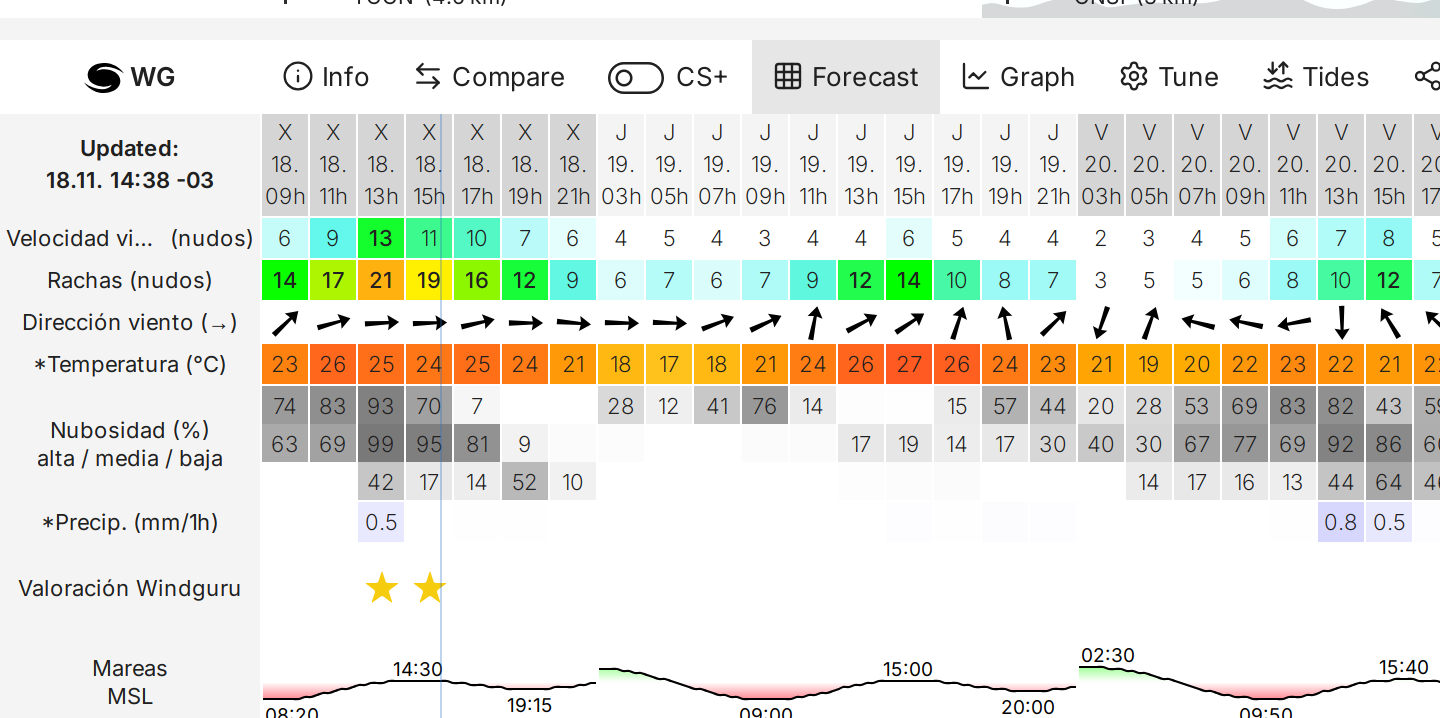 WG Info Compare CS+ Forecast Graph Tune Tides
Updated:
18.11. 14:38 -03
X X X X X X X J J J J J J J J J J V V V V V V V V
18. 18. 18. 18. 18. 18. 18. 19. 19. 19. 19. 19. 19. 19. 19. 19. 19. 20. 20. 20. 20. 20. 20. 20.
09h 11h 13h 15h 17h 19h 21h 03h 05h 07h 09h 11h 13h 15h 17h 19h 21h 03h 05h 07h 09h 11h 13h 15h
Velocidad vi... (nudos) 6 9 13 11 10 7 6 4 5 4 3 4 4 6 5 4 4 2 3 4 5 6 7 8 5
Rachas (nudos) 14 17 21 19 16 12 9 6 7 6 7 9 12 14 10 8 7 3 5 5 6 8 10 12 7
Dirección viento (→)
*Temperatura (°C) 23 26 25 24 25 24 21 18 17 18 21 24 26 27 26 24 23 21 19 20 22 23 22 21
Nubosidad (%)
alta / media / baja
74 83 93 70 7 28 12 41 76 14 15 57 44 20 28 53 69 83 82 43
63 69 99 95 81 9 17 19 14 17 30 40 30 67 77 69 92 86
42 17 14 52 10 14 17 16 13 44 64
*Precip. (mm/1h) 0.5 0.8 0.5
Valoración Windguru
Mareas
MSL
14:30 15:00 02:30 15:40
08:20 19:15 09:00 20:00 09:50